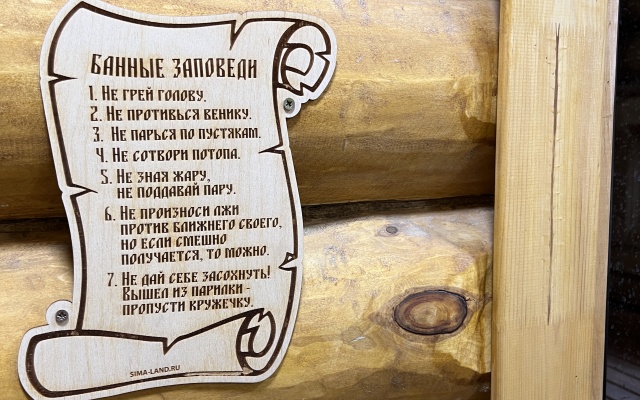 БАННЫЕ ЗАПОВЕДИ
1. НЕ ГРЕЙ ГОЛОВУ.
2. НЕ ПРОТИВЬСЯ ВЕНИКУ.
3. НЕ ПАРЬСЯ ПО ПУСТЯКАМ.
4. НЕ СОТВОРИ ПОТОПА.
5. НЕ ЗНАЯ ЖАРУ,
НЕ ПОДДАВАЙ ПАРУ.
6. НЕ ПРОИЗНОСИ ЛЖИ
ПРОТИВ БЛИЖНЕГО СВОЕГО,
НО ЕСЛИ СМЕШНО
ПОЛУЧАЕТСЯ, ТО МОЖНО.
7. НЕ ДАЙ СЕБЕ ЗАСОХНУТЬ!
ВЫШЕЛ ИЗ ПАРИЛКИ -
ПРОПУСТИ КРУЖЕЧКУ.
SIMA-LAND.RU